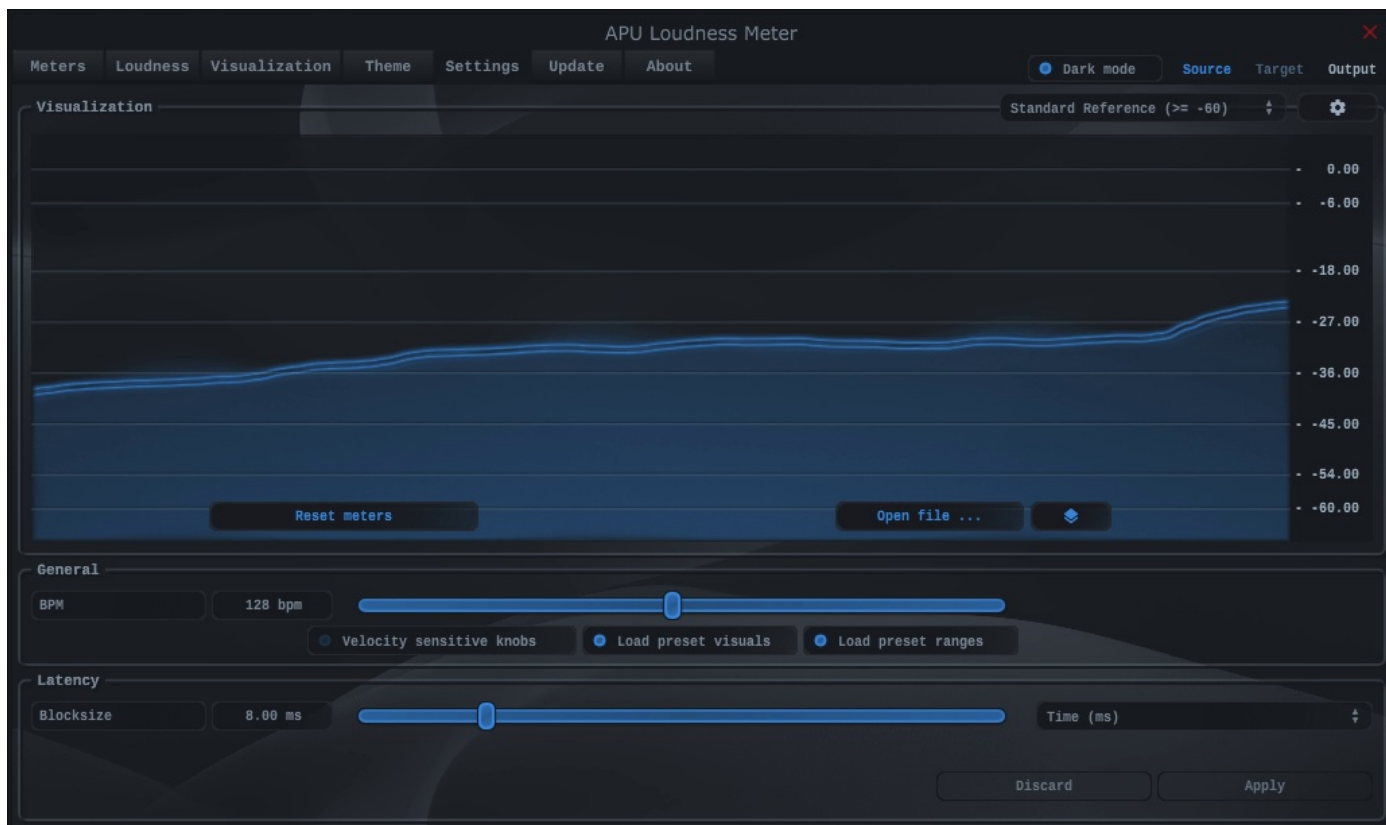 APU Loudness Meter
Meters Loudness Visualization Theme Settings Update About Dark mode Source Target Output
Visualization Standard Reference (>= -60)
- 0.00
- -6.00
- -18.00
- -27.00
- -36.00
- -45.00
- -54.00
- -60.00
Reset meters Open file ...
General
BPM 128 bpm
Velocity sensitive knobs Load preset visuals Load preset ranges
Latency
Blocksize 8.00 ms Time (ms)
Discard Apply